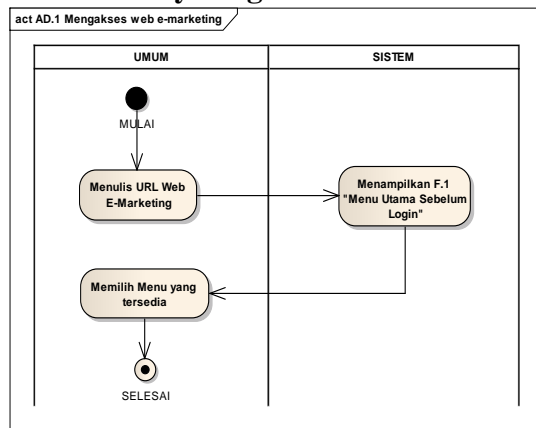 act AD.1 Mengakses web e-marketing
UMUM
SISTEM
MULAI
Menulis URL Web
E-Marketing
Menampilkan F.1
"Menu Utama Sebelum
Login"
Memilih Menu yang
tersedia
SELESAI